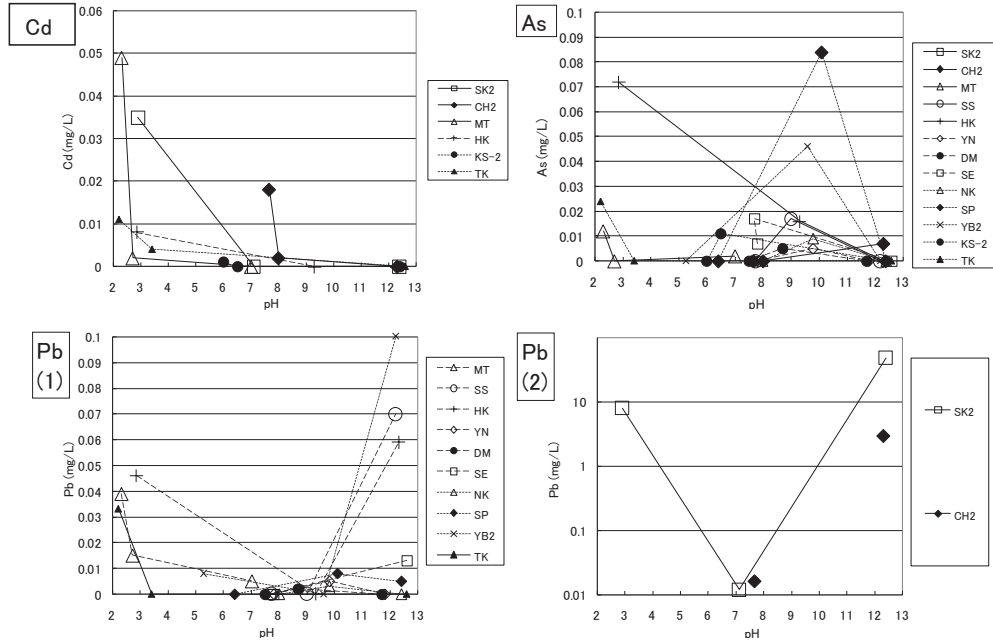 Cd
0.06
0.05
0.04
0.03
0.02
0.01
0
Cd (mg/L)
2 3 4 5 6 7 8 9 10 11 12 13
pH
SK2
CH2
MT
HK
KS-2
TK
As
0.1
0.09
0.08
0.07
0.06
0.05
0.04
0.03
0.02
0.01
0
As (mg/L)
2 3 4 5 6 7 8 9 10 11 12 13
pH
SK2
CH2
MT
SS
HK
YN
DM
SE
NK
SP
YB2
KS-2
TK
Pb
(1)
0.1
0.09
0.08
0.07
0.06
0.05
0.04
0.03
0.02
0.01
0
Pb (mg/L)
2 3 4 5 6 7 8 9 10 11 12 13
pH
MT
SS
HK
YN
DM
SE
NK
SP
YB2
TK
Pb
(2)
10
1
0.1
0.01
Pb (mg/L)
2 3 4 5 6 7 8 9 10 11 12 13
pH
SK2
CH2